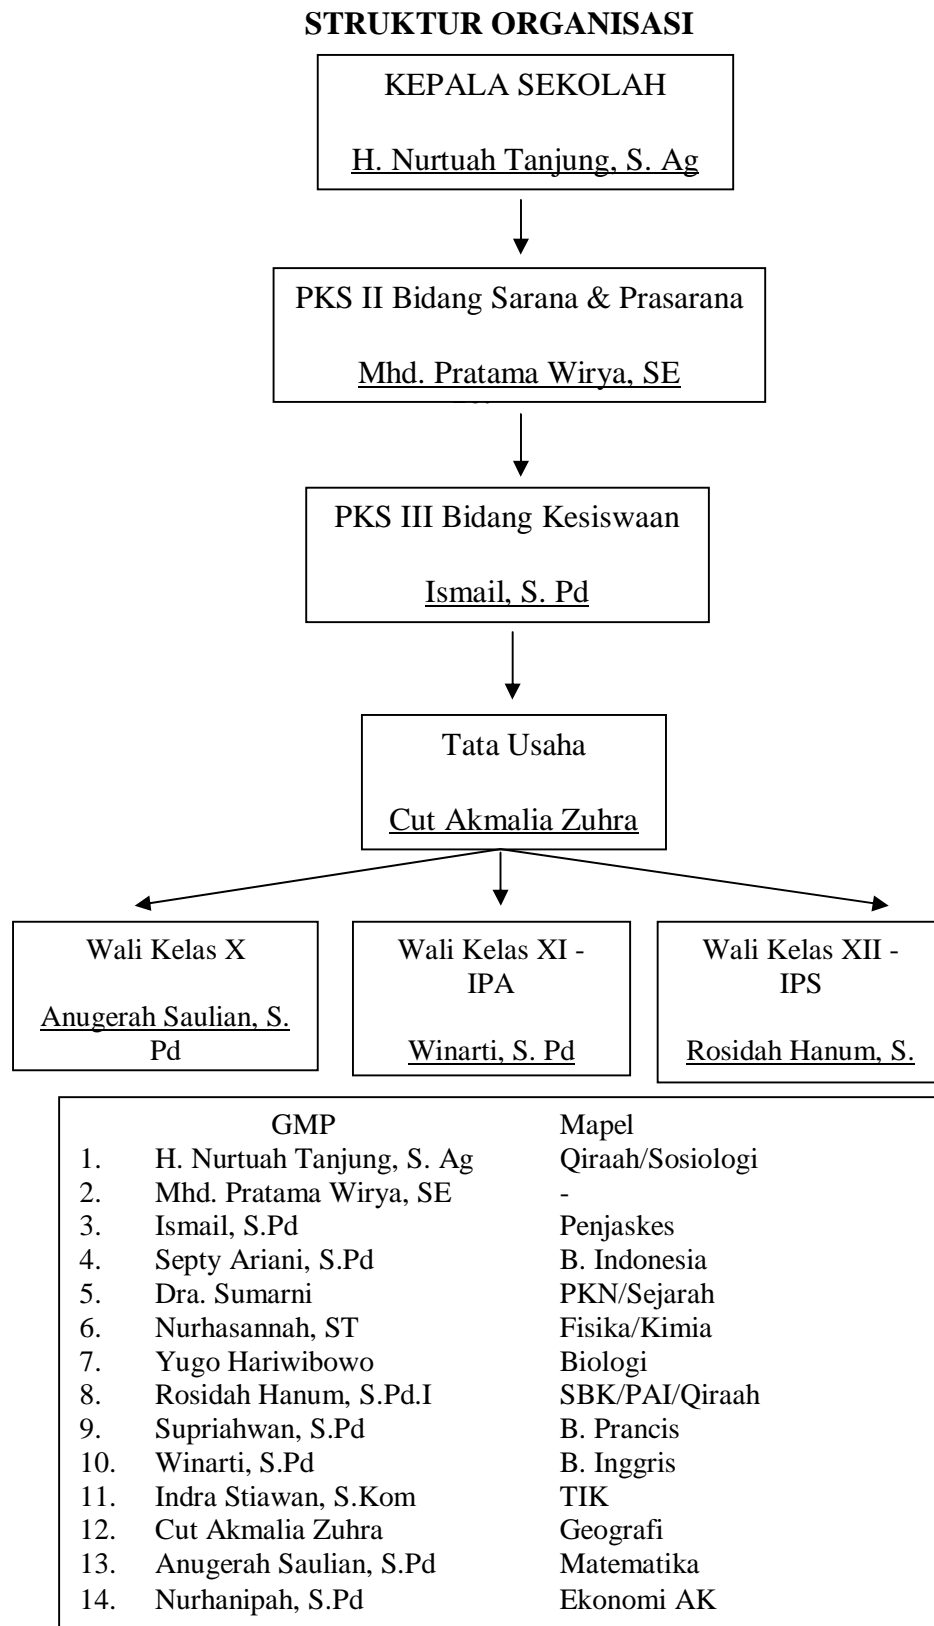 STRUKTUR ORGANISASI
KEPALA SEKOLAH
H. Nurtuah Tanjung, S. Ag
PKS II Bidang Sarana & Prasarana
Mhd. Pratama Wirya, SE
PKS III Bidang Kesiswaan
Ismail, S. Pd
Tata Usaha
Cut Akmalia Zuhra
Wali Kelas X
Anugerah Saulian, S.
Pd
Wali Kelas XI -
IPA
Winarti, S. Pd
Wali Kelas XII -
IPS
Rosidah Hanum, S.
GMP Mapel
1. H. Nurtuah Tanjung, S. Ag Qiraah/Sosiologi
2. Mhd. Pratama Wirya, SE -
3. Ismail, S.Pd Penjaskes
4. Septy Ariani, S.Pd B. Indonesia
5. Dra. Sumarni PKN/Sejarah
6. Nurhasannah, ST Fisika/Kimia
7. Yugo Hariwibowo Biologi
8. Rosidah Hanum, S.Pd.I SBK/PAI/Qiraah
9. Supriahwan, S.Pd B. Prancis
10. Winarti, S.Pd B. Inggris
11. Indra Stiawan, S.Kom TIK
12. Cut Akmalia Zuhra Geografi
13. Anugerah Saulian, S.Pd Matematika
14. Nurhanipah, S.Pd Ekonomi AK